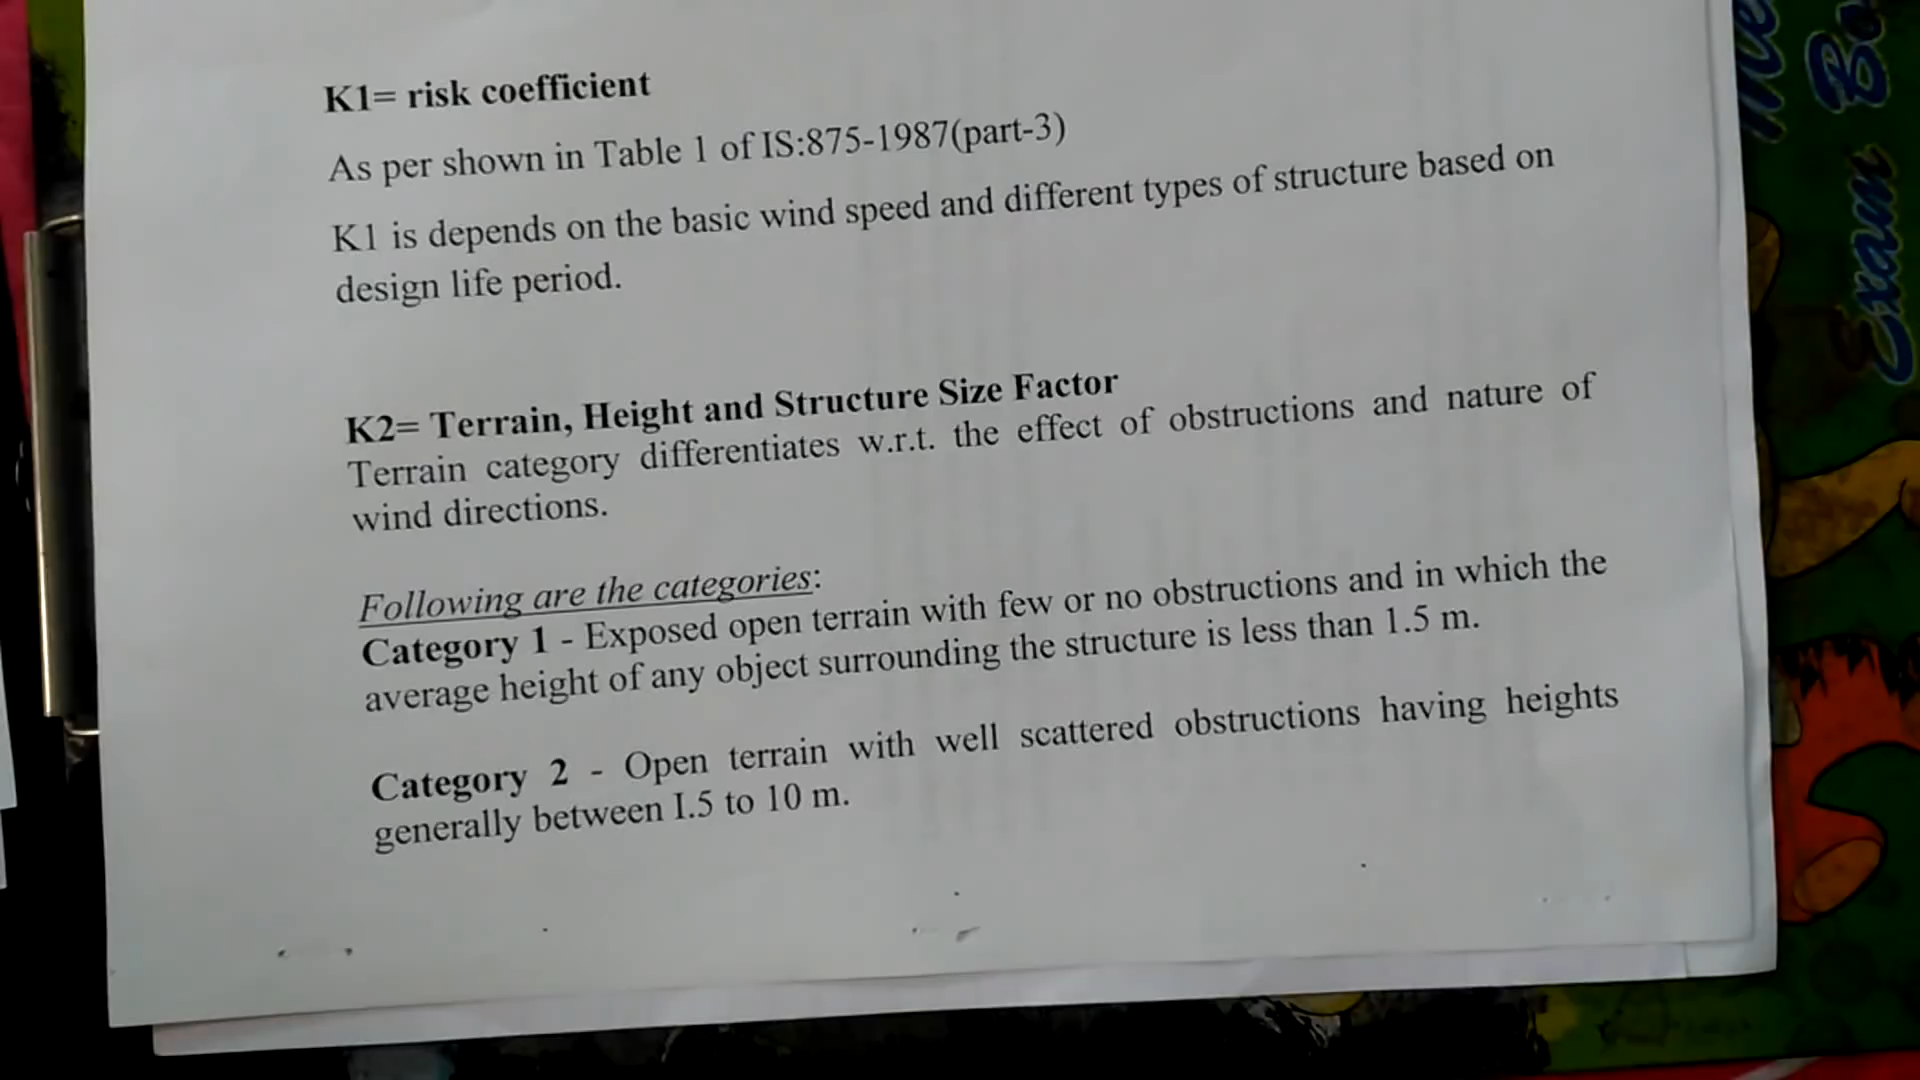 K1= risk coefficient
As per shown in Table 1 of IS:875-1987(part-3)
K1 is depends on the basic wind speed and different types of structure based on
design life period.
K2= Terrain, Height and Structure Size Factor
Terrain category differentiates w.r.t. the effect of obstructions and nature of
wind directions.
Following are the categories:
Category 1 - Exposed open terrain with few or no obstructions and in which the
average height of any object surrounding the structure is less than 1.5 m.
Category 2 - Open terrain with well scattered obstructions having heights
generally between I.5 to 10 m.
Exam